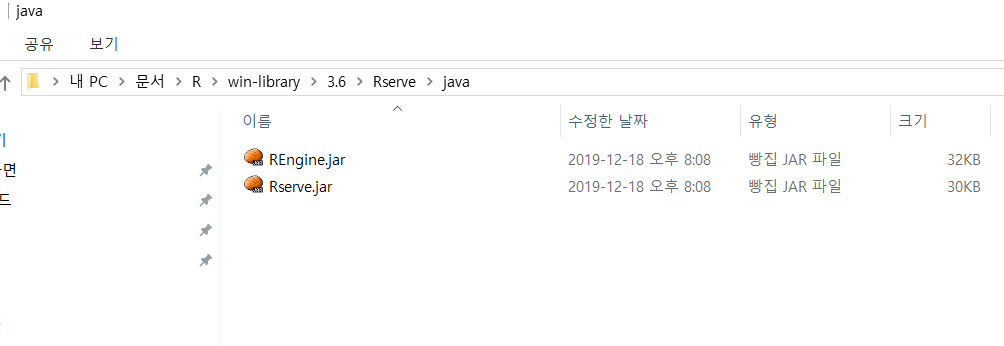 java
공유 보기
내 PC 문서 R win-library 3.6 Rserve java
이름 수정한 날짜 유형 크기
REngine.jar 2019-12-18 오후 8:08 빵집 JAR 파일 32KB
Rserve.jar 2019-12-18 오후 8:08 빵집 JAR 파일 30KB
면
드